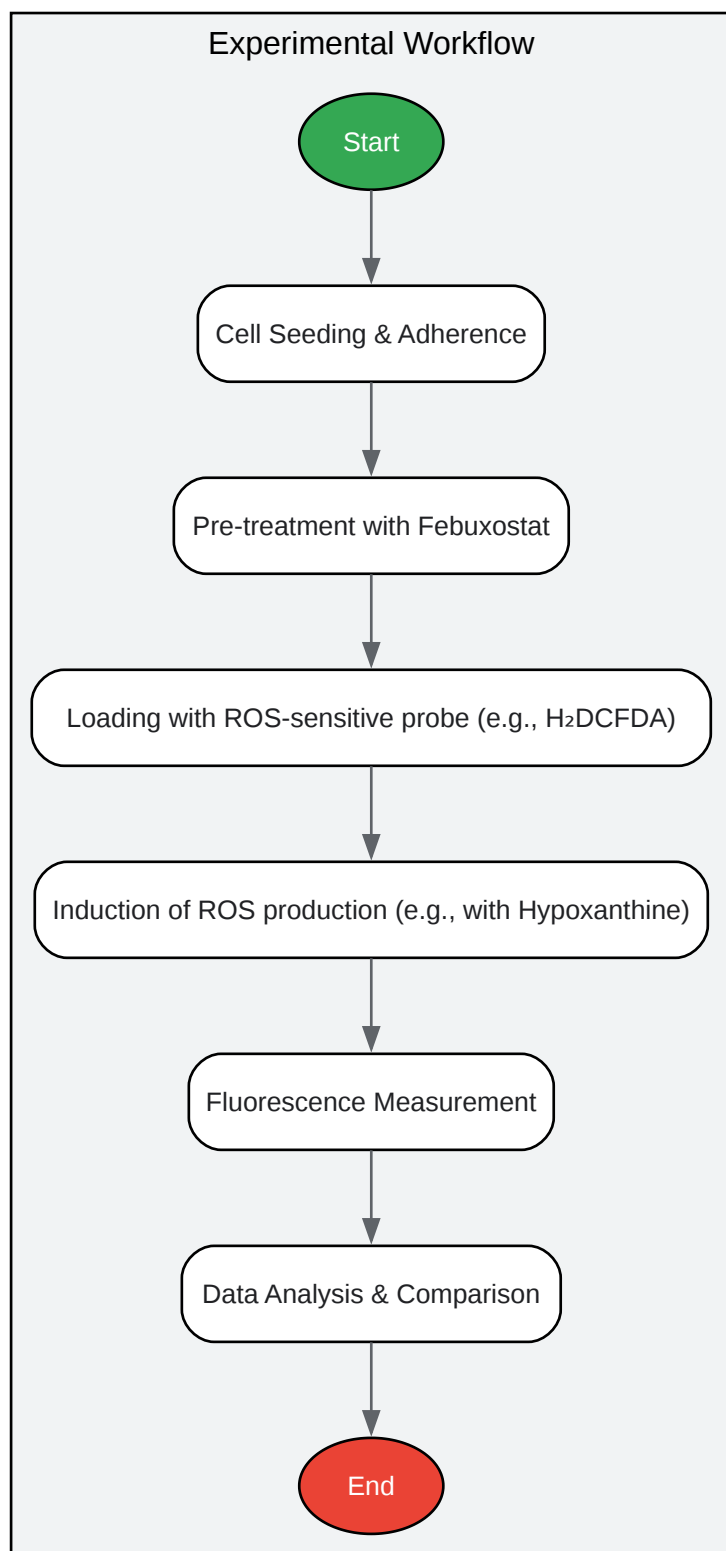 Experimental Workflow
Start
Cell Seeding & Adherence
Pre-treatment with Febuxostat
Loading with ROS-sensitive probe (e.g., H₂DCFDA)
Induction of ROS production (e.g., with Hypoxanthine)
Fluorescence Measurement
Data Analysis & Comparison
End